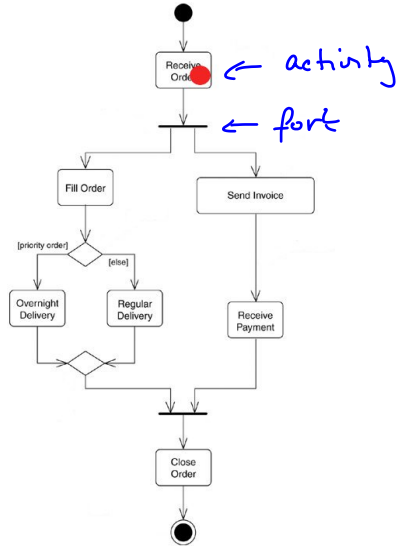 Receive
Order
activity
fork
Fill Order
Send Invoice
[priority order]
[else]
Overnight
Delivery
Regular
Delivery
Receive
Payment
Close
Order